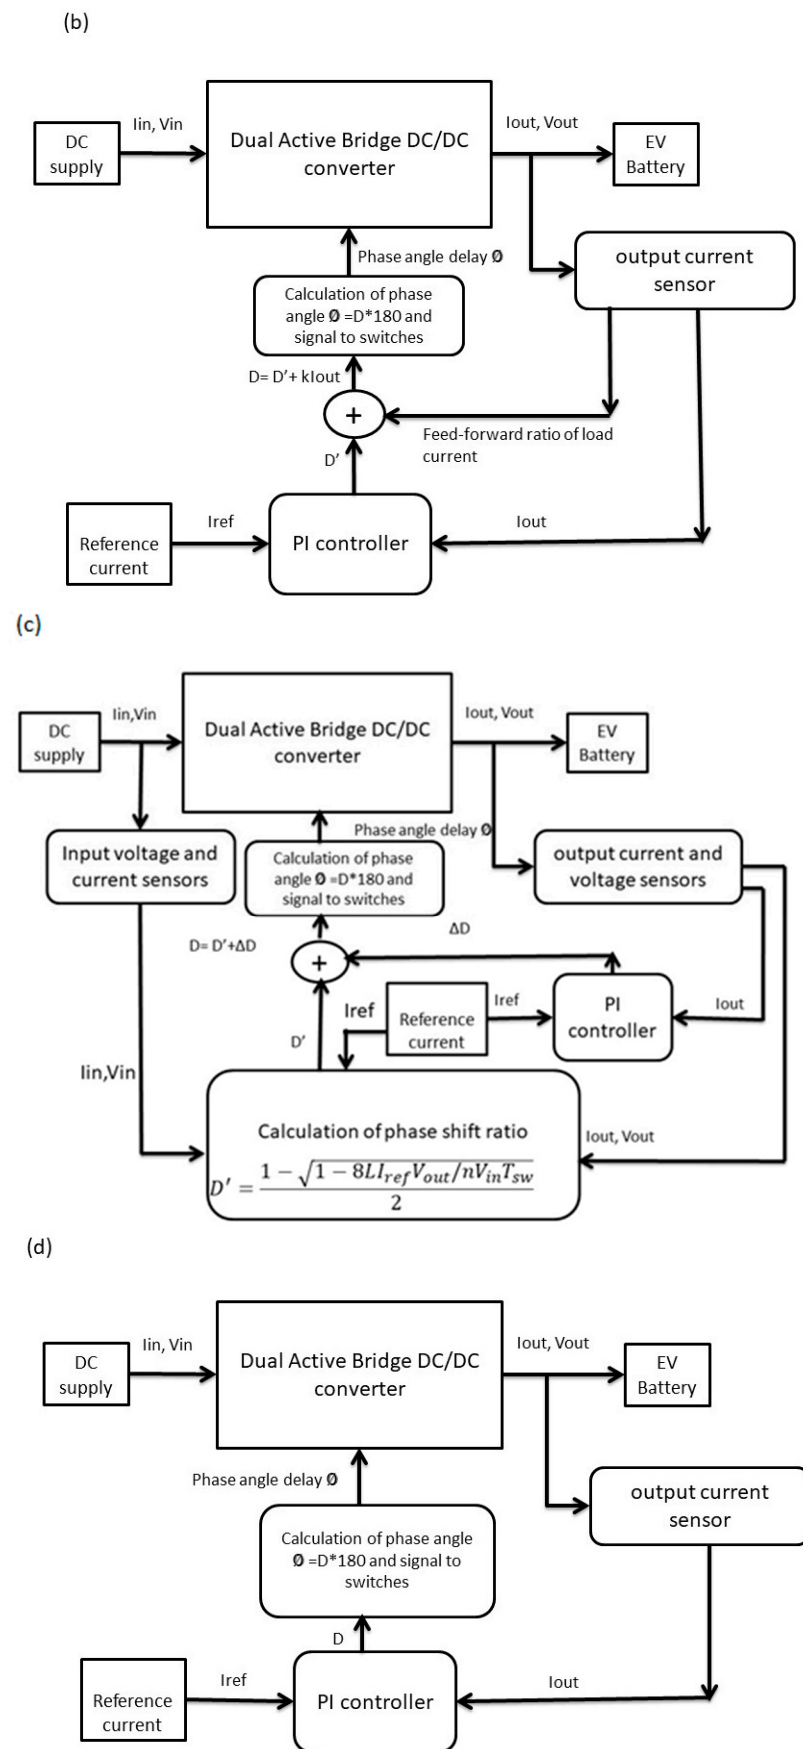 (b)
DC
supply
Iin, Vin
Dual Active Bridge DC/DC
converter
Iout, Vout
EV
Battery
output current
sensor
Phase angle delay Ø
Calculation of phase
angle Ø =D*180 and
signal to switches
D= D'+ kIout
+
Feed-forward ratio of load
current
D'
Reference
current
Iref
PI controller
Iout
(c)
DC
supply
Iin,Vin
Dual Active Bridge DC/DC
converter
Iout, Vout
EV
Battery
Input voltage and
current sensors
Phase angle delay Ø
Calculation of phase
angle Ø =D*180 and
signal to switches
output current and
voltage sensors
D= D'+ΔD
+
ΔD
Iref
Reference
current
Iref
PI
controller
Iout
D'
Iin,Vin
Calculation of phase shift ratio
D' = (1 − √(1 − 8LI_ref V_out/nV_in T_sw))/2
Iout, Vout
(d)
DC
supply
Iin, Vin
Dual Active Bridge DC/DC
converter
Iout, Vout
EV
Battery
Phase angle delay Ø
output current
sensor
Calculation of phase angle
Ø =D*180 and signal to
switches
D
Reference
current
Iref
PI controller
Iout